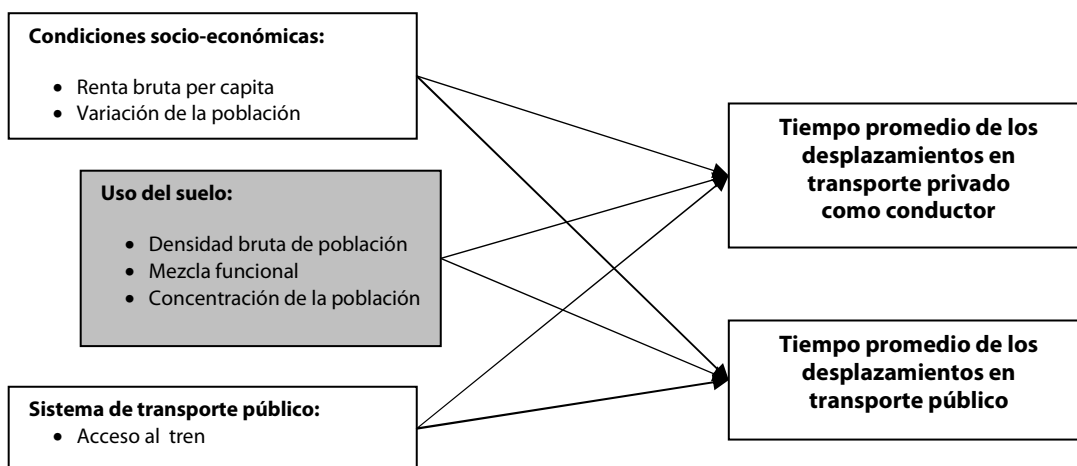 Condiciones socio-económicas:
• Renta bruta per capita
• Variación de la población
Uso del suelo:
• Densidad bruta de población
• Mezcla funcional
• Concentración de la población
Sistema de transporte público:
• Acceso al tren
Tiempo promedio de los
desplazamientos en
transporte privado
como conductor
Tiempo promedio de los
desplazamientos en
transporte público